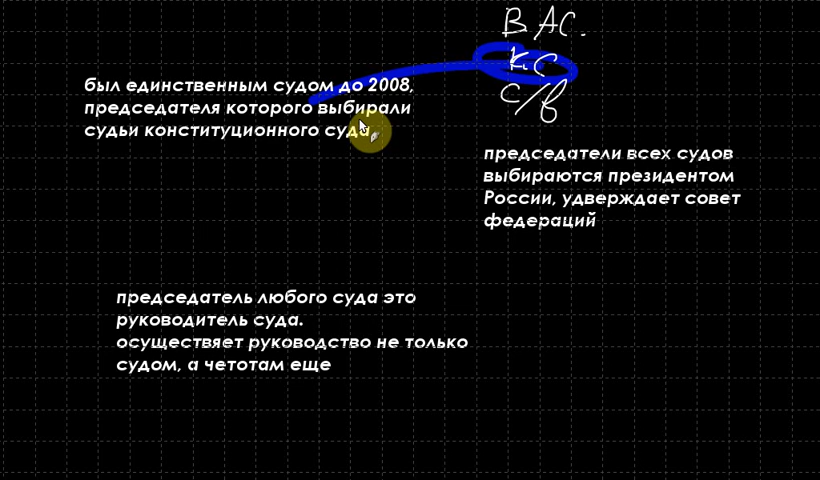 В АС.
КС
С/В
был единственным судом до 2008,
председателя которого выбирали
судьи конституционного суда,
председатели всех судов
выбираются президентом
России, удверждает совет
федераций
председатель любого суда это
руководитель суда.
осуществяет руководство не только
судом, а четотам еще